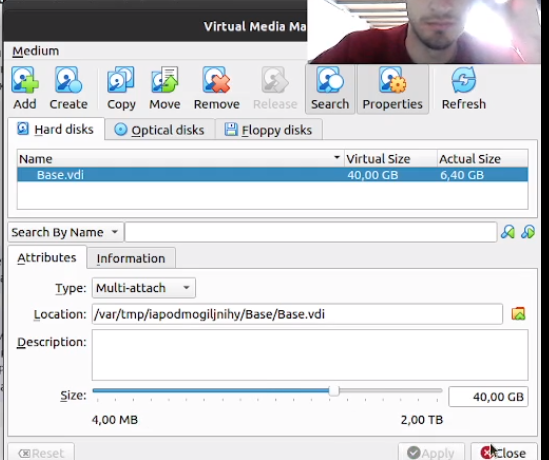 Virtual Media Ma
Medium
Add Create Copy Move Remove Release Search Properties Refresh
Hard disks Optical disks Floppy disks
Name Virtual Size Actual Size
Base.vdi 40,00 GB 6,40 GB
Search By Name
Attributes Information
Type: Multi-attach
Location: /var/tmp/iapodmogiljnihy/Base/Base.vdi
Description:
Size: 40,00 GB
4,00 MB 2,00 TB
Reset Apply Close